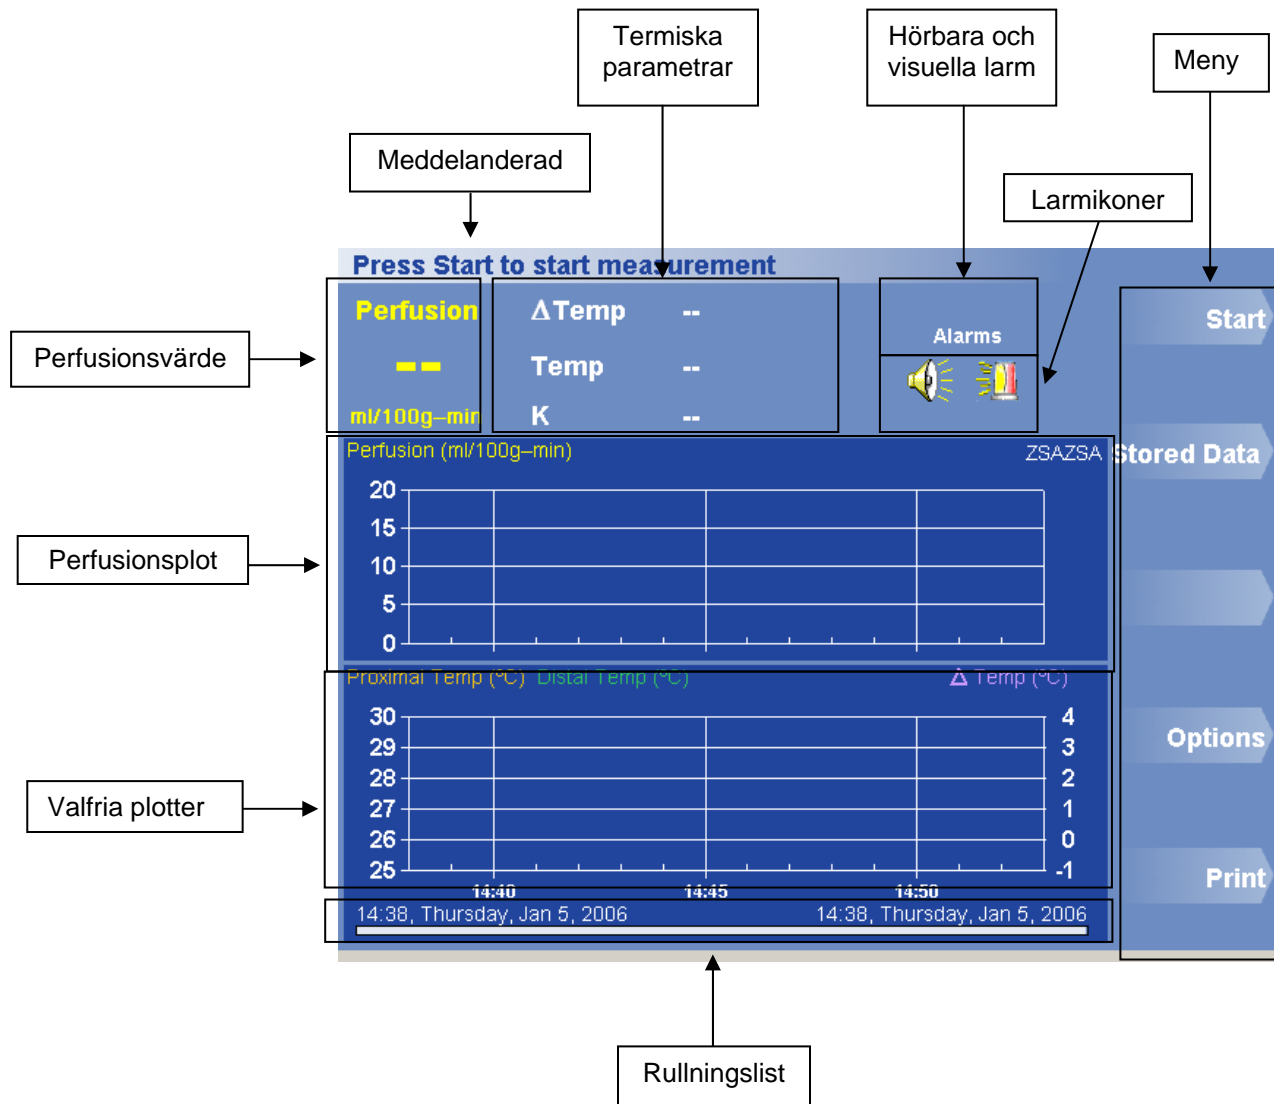 Termiska
parametrar
Hörbara och
visuella larm
Meny
Meddelanderad
Larmikoner
Press Start to start measurement
Perfusion
--
ml/100g–min
ΔTemp --
Temp --
K --
Alarms
Start
Perfusionsvärde
Perfusion (ml/100g–min)
ZSAZSA
Stored Data
20
15
10
5
0
Perfusionsplot
Proximal Temp (ºC) Distal Temp (ºC)
Δ Temp (ºC)
30
29
28
27
26
25
4
3
2
1
0
-1
Options
Valfria plotter
Print
14:40 14:45 14:50
14:38, Thursday, Jan 5, 2006
14:38, Thursday, Jan 5, 2006
Rullningslist